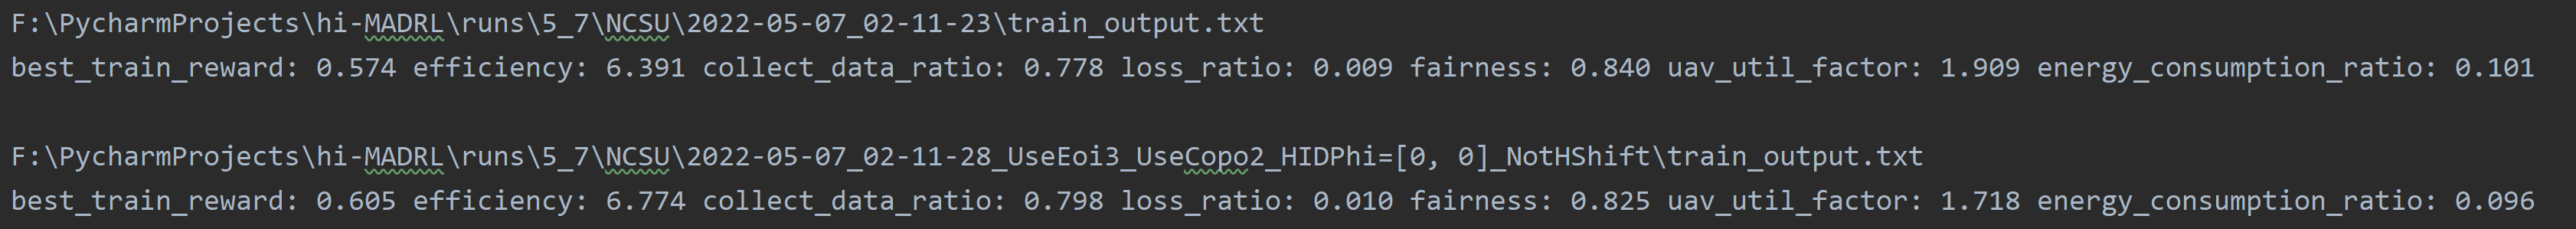 F:\PycharmProjects\hi-MADRL\runs\5_7\NCSU\2022-05-07_02-11-23\train_output.txt
best_train_reward: 0.574 efficiency: 6.391 collect_data_ratio: 0.778 loss_ratio: 0.009 fairness: 0.840 uav_util_factor: 1.909 energy_consumption_ratio: 0.101
F:\PycharmProjects\hi-MADRL\runs\5_7\NCSU\2022-05-07_02-11-28_UseEoi3_UseCopo2_HIDPhi=[0, 0]_NotHShift\train_output.txt
best_train_reward: 0.605 efficiency: 6.774 collect_data_ratio: 0.798 loss_ratio: 0.010 fairness: 0.825 uav_util_factor: 1.718 energy_consumption_ratio: 0.096